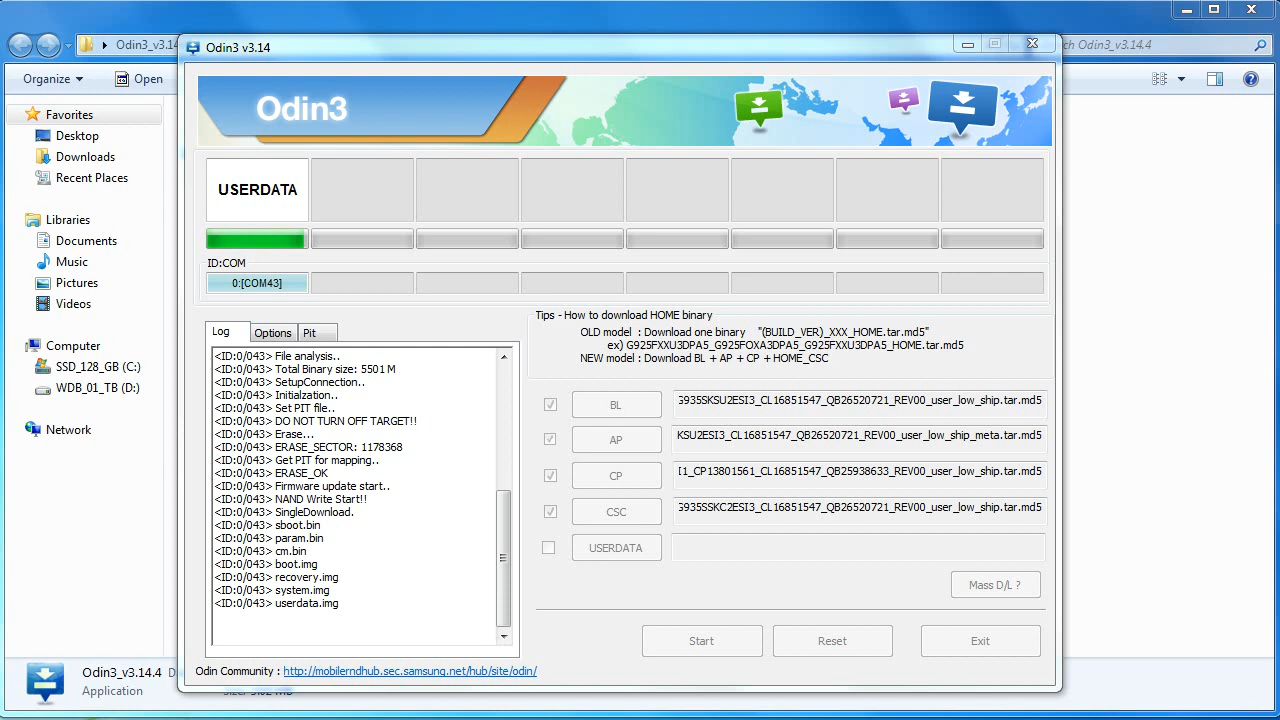 Odin3_v3.14
Odin3 v3.14
ch Odin3_v3.14.4
Organize
Open
Favorites
Desktop
Downloads
Recent Places
Libraries
Documents
Music
Pictures
Videos
Computer
SSD_128_GB (C:)
WDB_01_TB (D:)
Network
Odin3
USERDATA
ID:COM
0:[COM43]
Log
Options
Pit
<ID:0/043> File analysis..
<ID:0/043> Total Binary size: 5501 M
<ID:0/043> SetupConnection..
<ID:0/043> Initialzation..
<ID:0/043> Set PIT file..
<ID:0/043> DO NOT TURN OFF TARGET!!
<ID:0/043> Erase...
<ID:0/043> ERASE_SECTOR: 1178368
<ID:0/043> Get PIT for mapping..
<ID:0/043> ERASE_OK
<ID:0/043> Firmware update start..
<ID:0/043> NAND Write Start!!
<ID:0/043> SingleDownload.
<ID:0/043> sboot.bin
<ID:0/043> param.bin
<ID:0/043> cm.bin
<ID:0/043> boot.img
<ID:0/043> recovery.img
<ID:0/043> system.img
<ID:0/043> userdata.img
Tips - How to download HOME binary
OLD model : Download one binary "(BUILD_VER)_XXX_HOME.tar.md5"
ex) G925FXXU3DPA5_G925FOXA3DPA5_G925FXXU3DPA5_HOME.tar.md5
NEW model : Download BL + AP + CP + HOME_CSC
BL
G935SKSU2ESI3_CL16851547_QB26520721_REV00_user_low_ship.tar.md5
AP
KSU2ESI3_CL16851547_QB26520721_REV00_user_low_ship_meta.tar.md5
CP
I1_CP13801561_CL16851547_QB25938633_REV00_user_low_ship.tar.md5
CSC
G935SSKC2ESI3_CL16851547_QB26520721_REV00_user_low_ship.tar.md5
USERDATA
Mass D/L ?
Start
Reset
Exit
Odin Community : http://mobilerndhub.sec.samsung.net/hub/site/odin/
Odin3_v3.14.4
Application